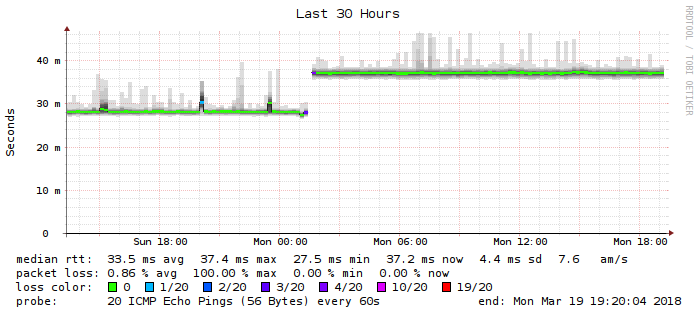 Last 30 Hours
RRDTOOL / TOBI OETIKER
Seconds
40 m
30 m
20 m
10 m
0
Sun 18:00 Mon 00:00 Mon 06:00 Mon 12:00 Mon 18:00
median rtt: 33.5 ms avg 37.4 ms max 27.5 ms min 37.2 ms now 4.4 ms sd 7.6 am/s
packet loss: 0.86 % avg 100.00 % max 0.00 % min 0.00 % now
loss color: 0 1/20 2/20 3/20 4/20 10/20 19/20
probe: 20 ICMP Echo Pings (56 Bytes) every 60s end: Mon Mar 19 19:20:04 2018